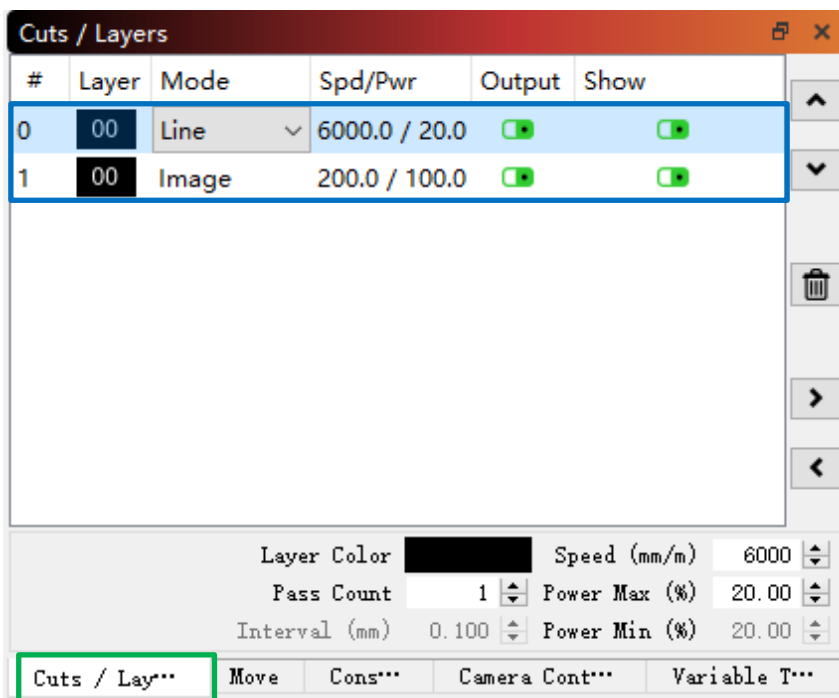 Cuts / Layers
# Layer Mode Spd/Pwr Output Show
0 00 Line 6000.0 / 20.0
1 00 Image 200.0 / 100.0
Layer Color Speed (mm/m) 6000
Pass Count 1 Power Max (%) 20.00
Interval (mm) 0.100 Power Min (%) 20.00
Cuts / Lay… Move Cons… Camera Cont… Variable T…